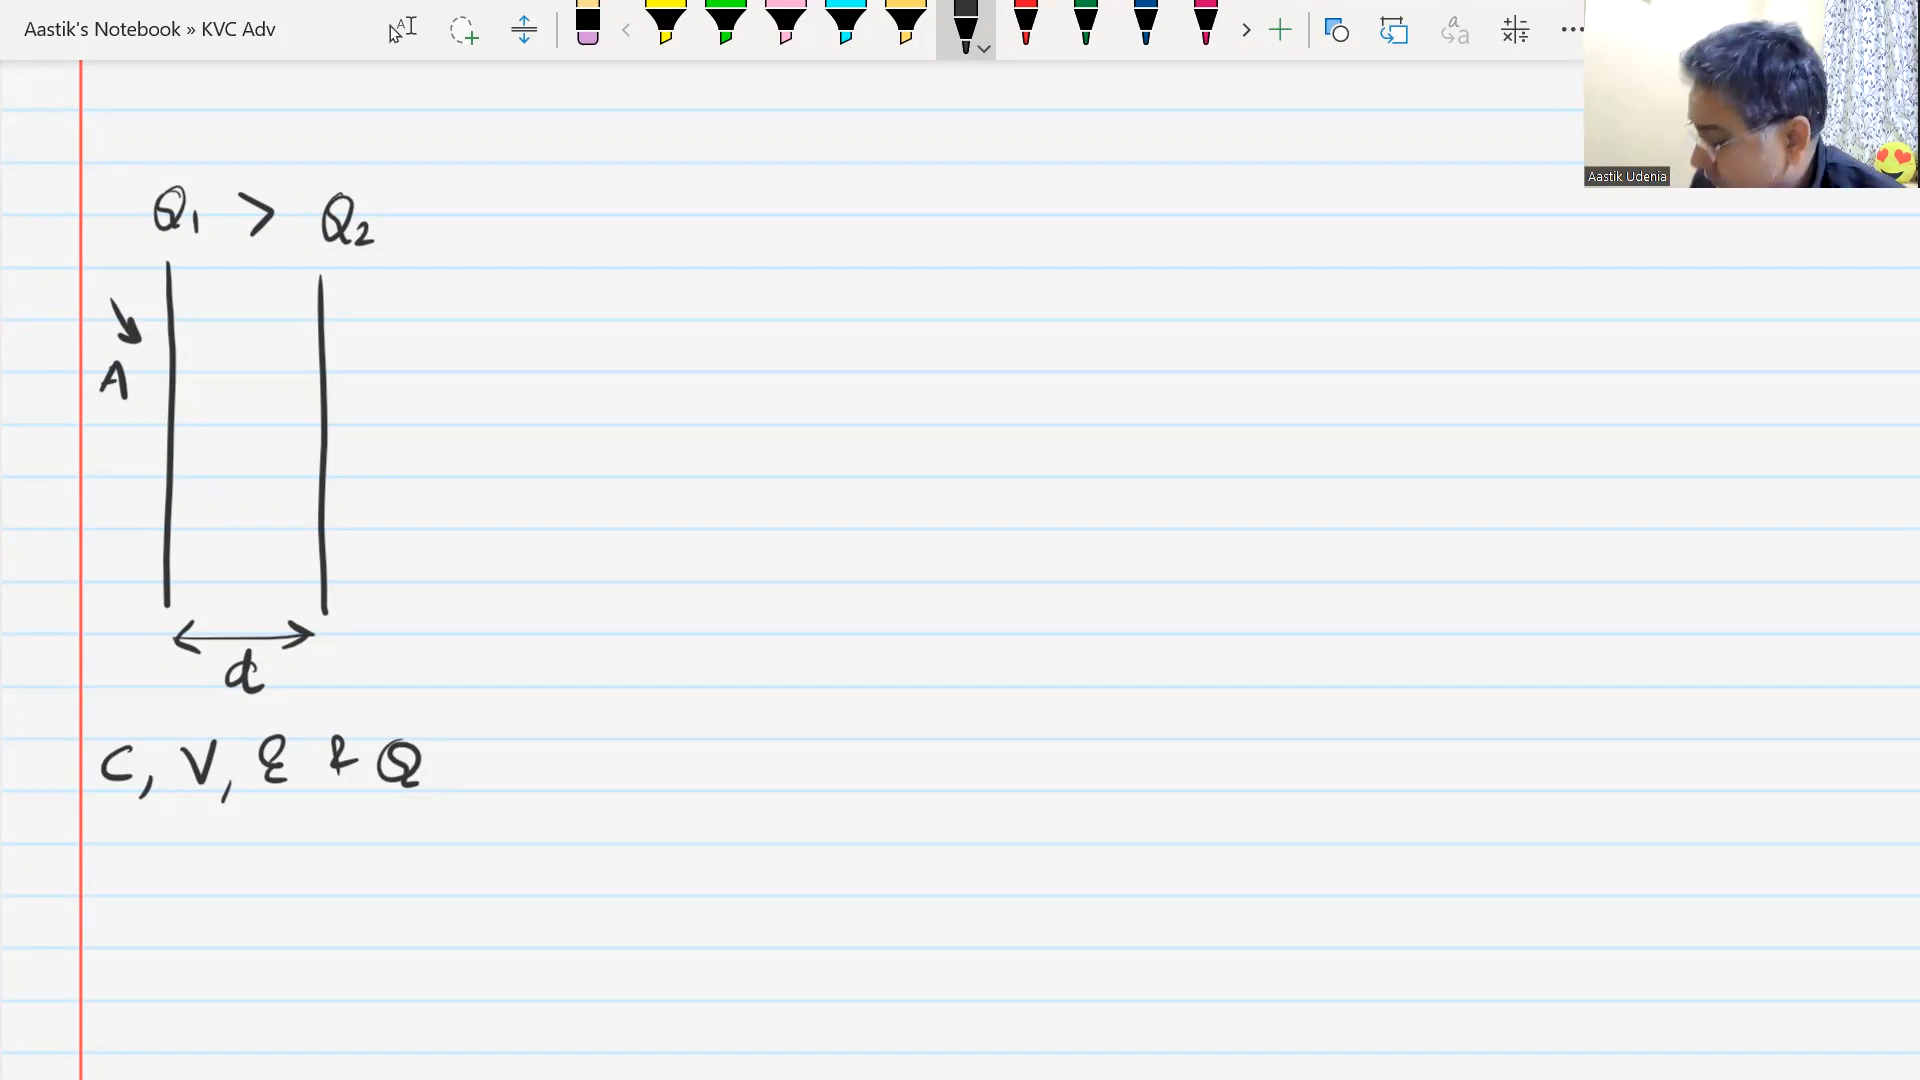 Aastik's Notebook » KVC Adv
Aastik Udenia
Q₁ > Q₂
A
d
C, V, E & Q